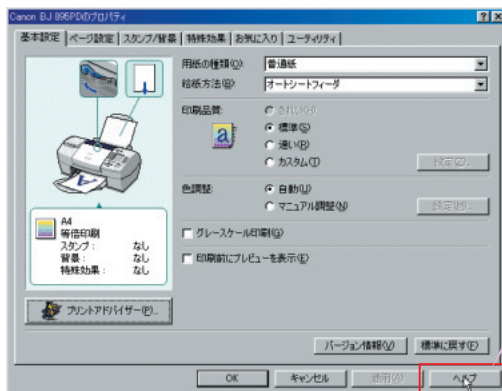 Canon BJ 895PDのプロパティ
基本設定 ページ設定 スタンプ/背景 特殊効果 お気に入り ユーティリティ
用紙の種類(Q): 普通紙
給紙方法(B): オートシートフィーダ
印刷品質: きれい(H)
標準(S)
速い(R)
カスタム(T) 設定(Z)...
色調整: 自動(U)
マニュアル調整(N) 設定(M)...
グレースケール印刷(G)
印刷前にプレビューを表示(E)
A4
等倍印刷
スタンプ: なし
背景: なし
特殊効果: なし
プリントアドバイザー(P)...
バージョン情報(V) 標準に戻す(F)
OK キャンセル 適用(A) ヘルプ